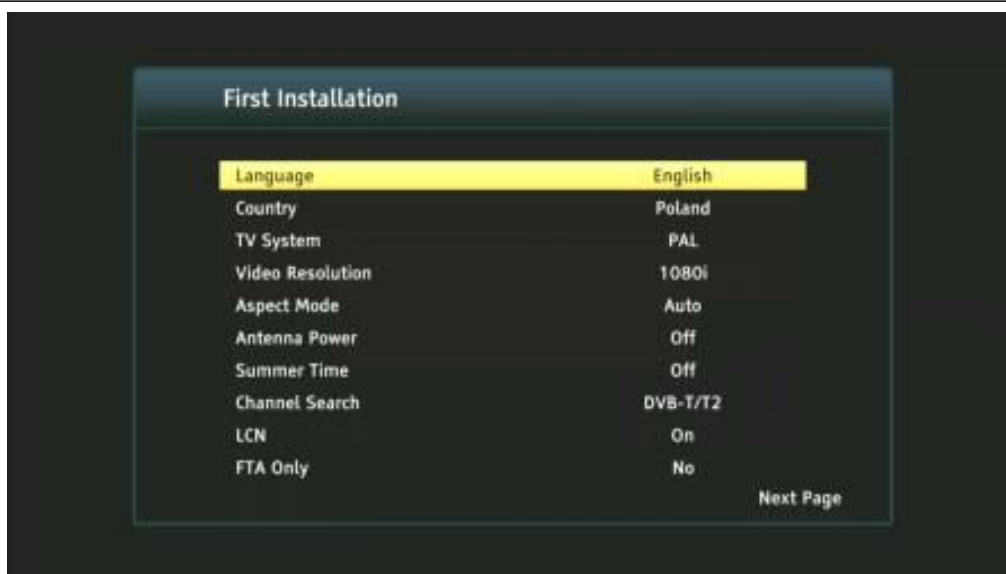 First Installation
Language English
Country Poland
TV System PAL
Video Resolution 1080i
Aspect Mode Auto
Antenna Power Off
Summer Time Off
Channel Search DVB-T/T2
LCN On
FTA Only No
Next Page